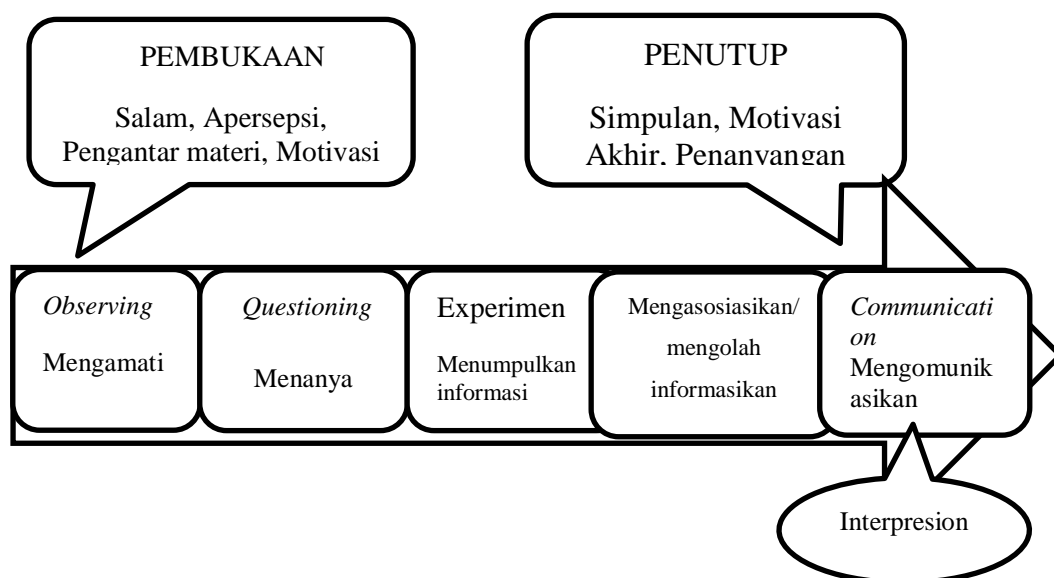 PEMBUKAAN
Salam, Apersepsi,
Pengantar materi, Motivasi
PENUTUP
Simpulan, Motivasi
Akhir, Penanyangan
Observing
Mengamati
Questioning
Menanya
Experimen
Menumpulkan
informasi
Mengasosiasikan/
mengolah
informasikan
Communicati
on
Mengomunik
asikan
Interpresion